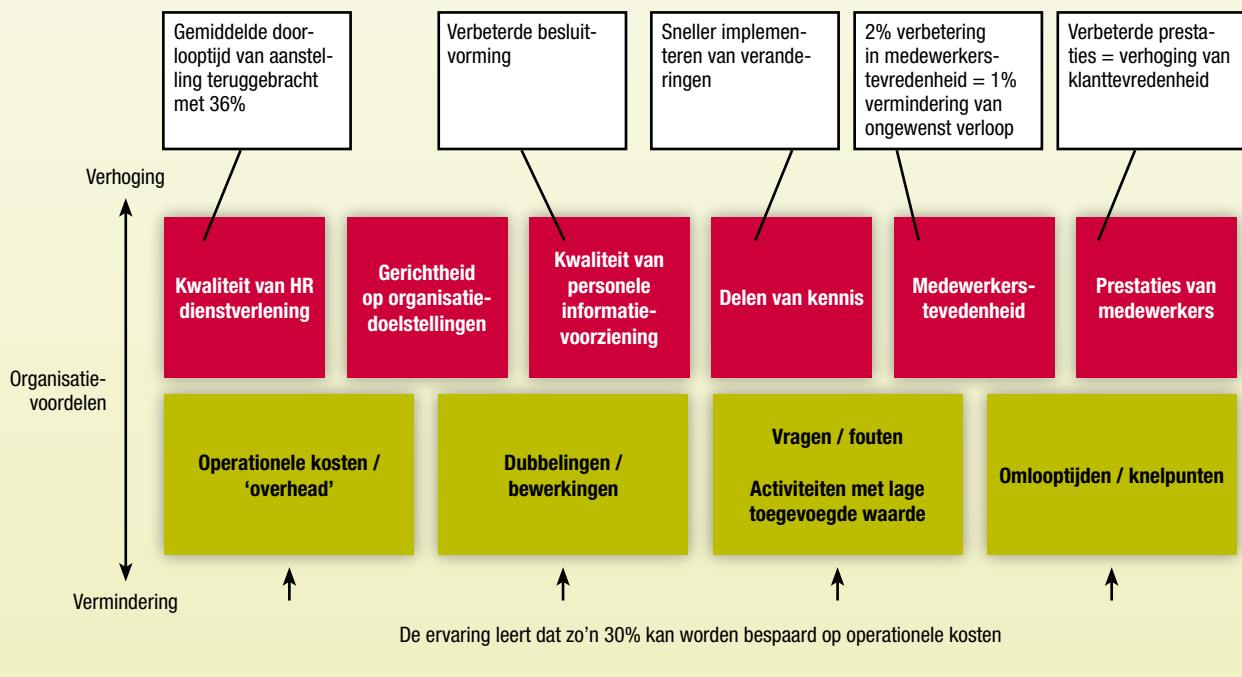 Gemiddelde door-
looptijd van aanstel-
ling teruggebracht
met 36%
Verbeterde besluit-
vorming
Sneller implemen-
teren van verande-
ringen
2% verbetering
in medewerkers-
tevredenheid = 1%
vermindering van
ongewenst verloop
Verbeterde presta-
ties = verhoging van
klanttevredenheid
Verhoging
Kwaliteit van HR
dienstverlening
Gerichtheid
op organisatie-
doelstellingen
Kwaliteit van
personele
informatie-
voorziening
Delen van kennis
Medewerkers-
tevedenheid
Prestaties van
medewerkers
Organisatie-
voordelen
Operationele kosten /
‘overhead’
Dubbelingen /
bewerkingen
Vragen / fouten
Activiteiten met lage
toegevoegde waarde
Omlooptijden / knelpunten
Vermindering
De ervaring leert dat zo’n 30% kan worden bespaard op operationele kosten